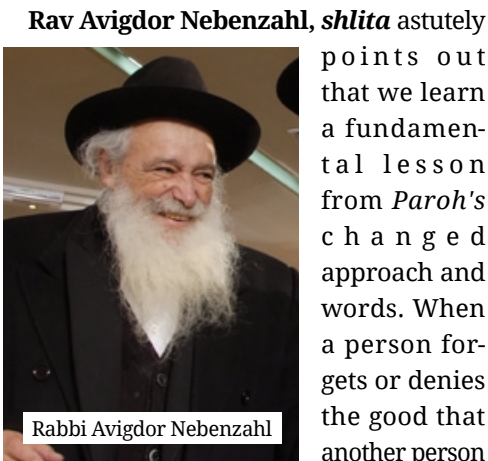 Rav Avigdor Nebenzahl, shlita astutely
points out
that we learn
a fundamen-
tal lesson
from Paroh's
changed
approach and
words. When
a person for-
gets or denies
the good that
another person
Rabbi Avigdor Nebenzahl